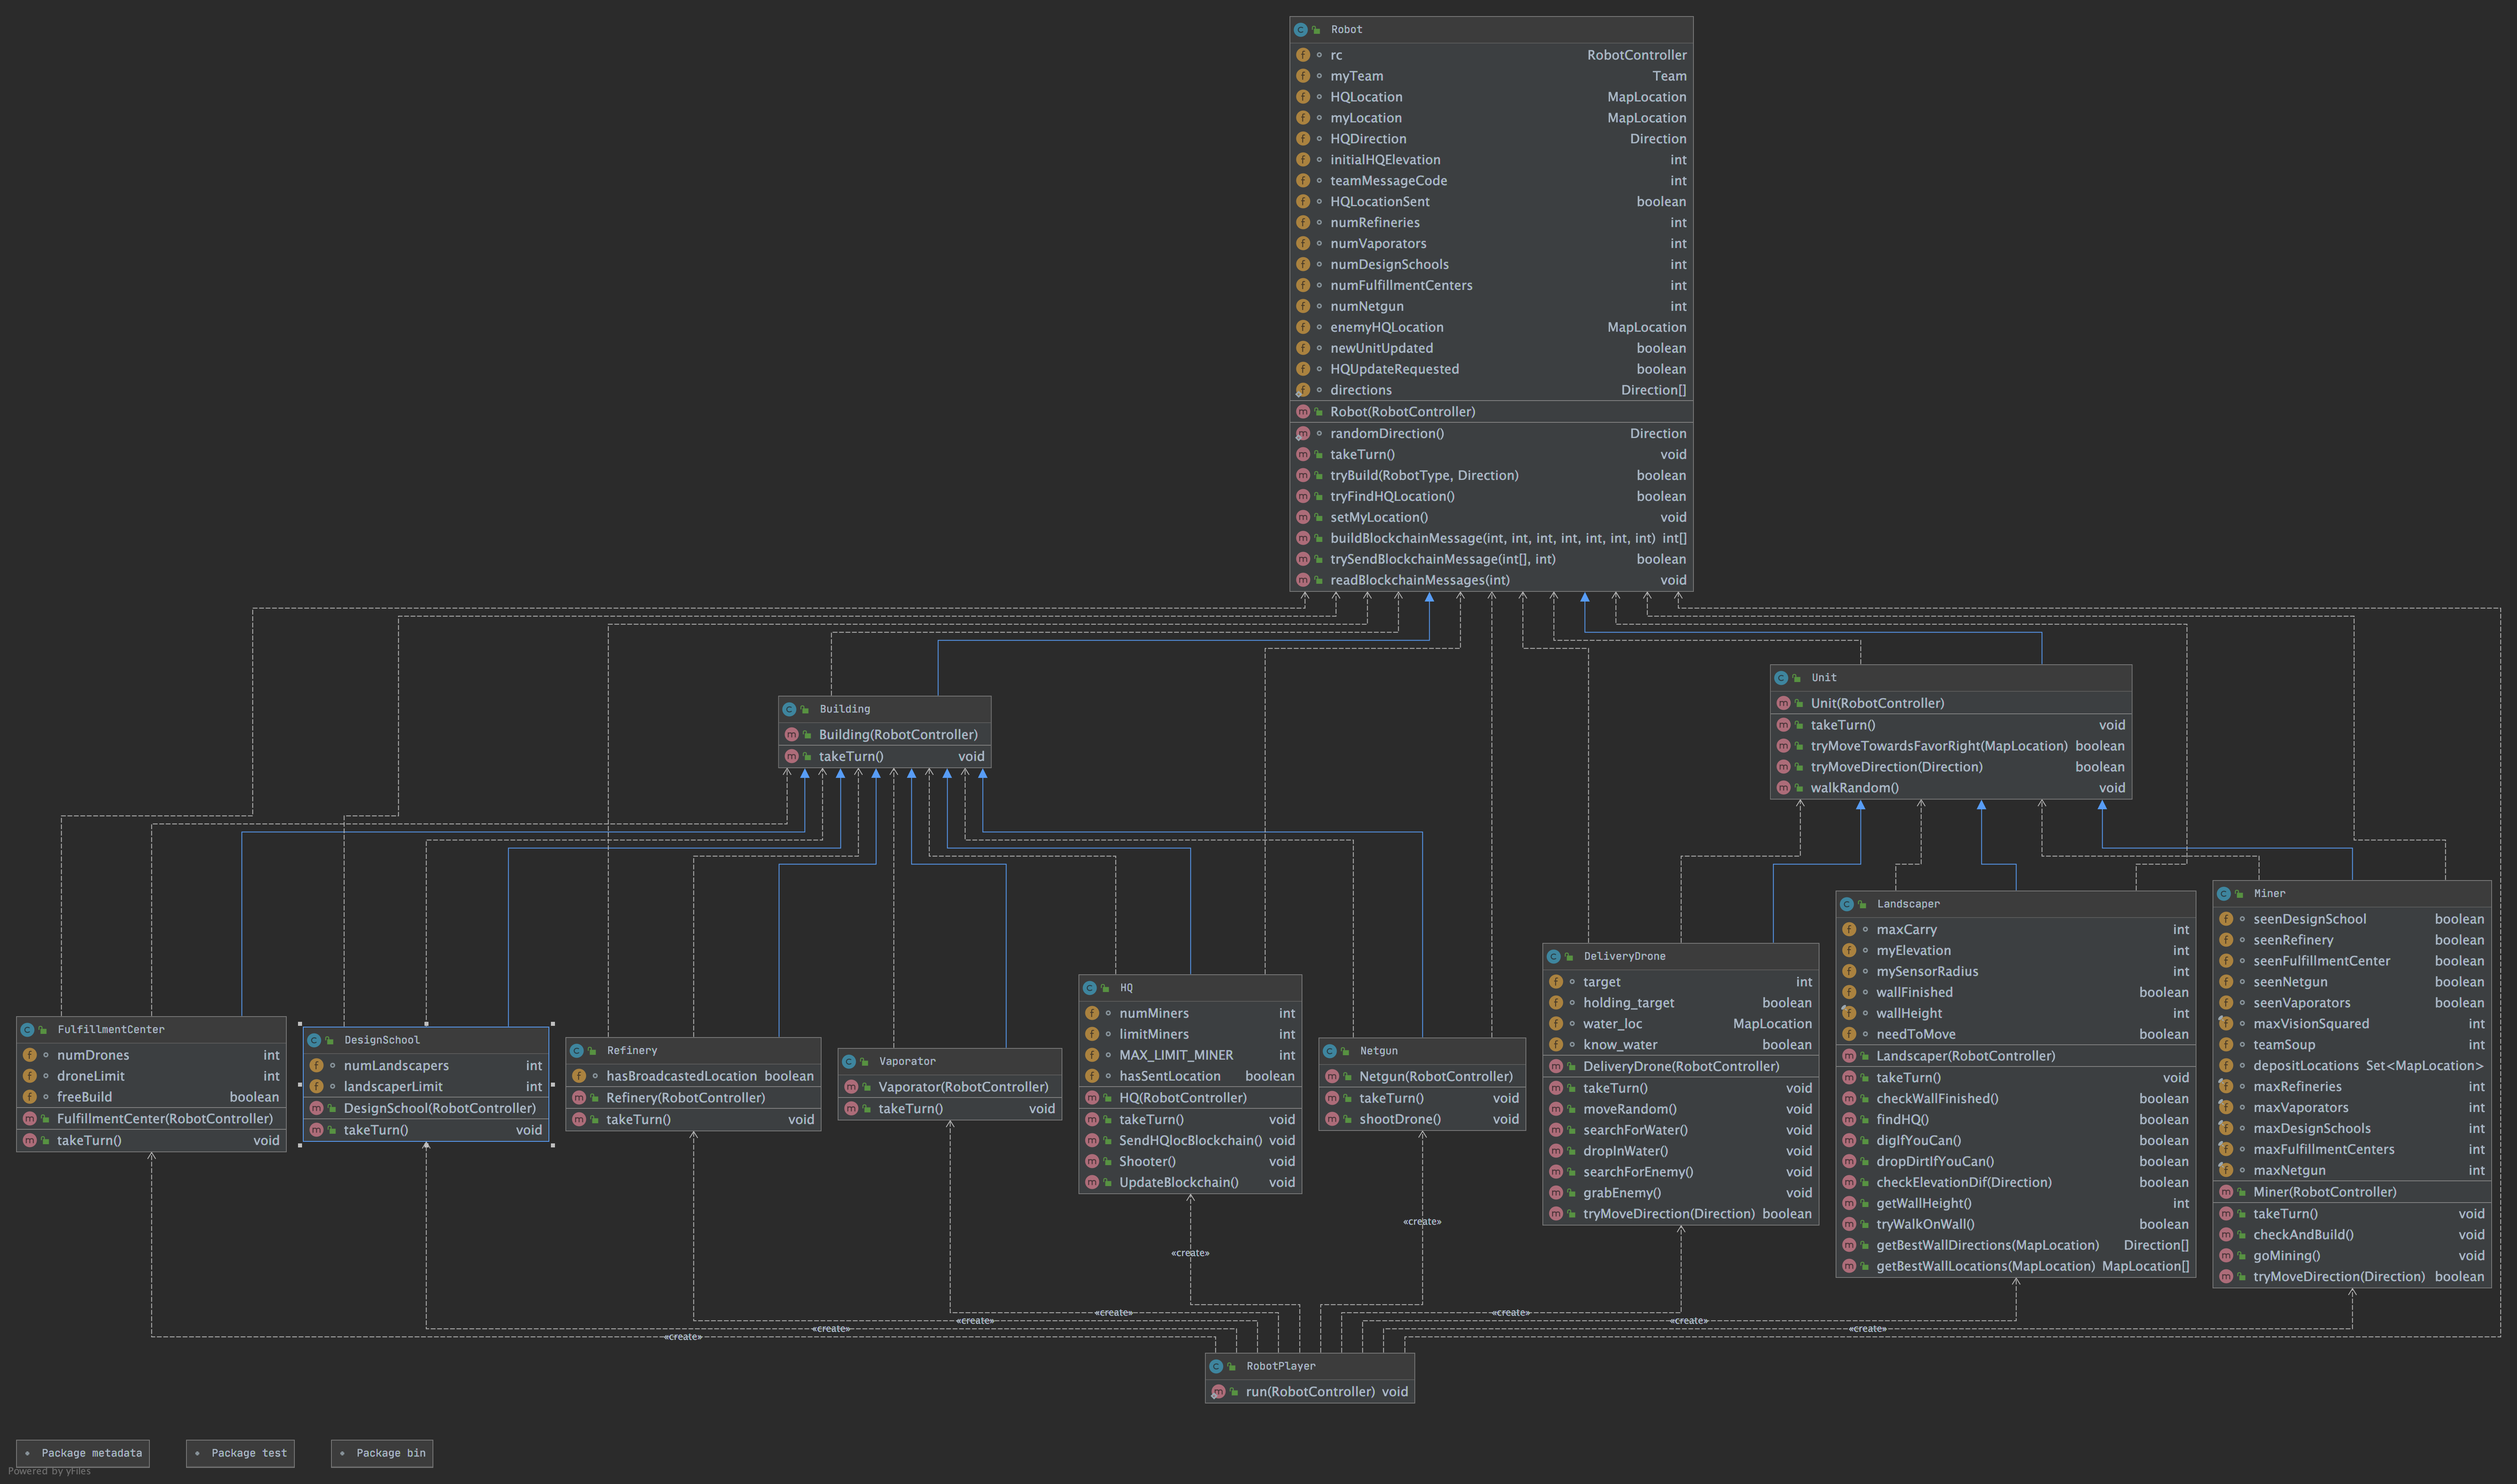 Robot
rc RobotController
myTeam Team
HQLocation MapLocation
myLocation MapLocation
HQDirection Direction
initialHQElevation int
teamMessageCode int
HQLocationSent boolean
numRefineries int
numVaporators int
numDesignSchools int
numFulfillmentCenters int
numNetgun int
enemyHQLocation MapLocation
newUnitUpdated boolean
HQUpdateRequested boolean
directions Direction[]
Robot(RobotController)
randomDirection() Direction
takeTurn() void
tryBuild(RobotType, Direction) boolean
tryFindHQLocation() boolean
setMyLocation() void
buildBlockchainMessage(int, int, int, int, int, int, int) int[]
trySendBlockchainMessage(int[], int) boolean
readBlockchainMessages(int) void
Building
Building(RobotController)
takeTurn() void
Unit
Unit(RobotController)
takeTurn() void
tryMoveTowardsFavorRight(MapLocation) boolean
tryMoveDirection(Direction) boolean
walkRandom() void
FulfillmentCenter
numDrones int
droneLimit int
freeBuild boolean
FulfillmentCenter(RobotController)
takeTurn() void
DesignSchool
numLandscapers int
landscaperLimit int
DesignSchool(RobotController)
takeTurn() void
Refinery
hasBroadcastedLocation boolean
Refinery(RobotController)
takeTurn() void
Vaporator
Vaporator(RobotController)
takeTurn() void
HQ
numMiners int
limitMiners int
MAX_LIMIT_MINER int
hasSentLocation boolean
HQ(RobotController)
takeTurn() void
SendHQlocBlockchain() void
Shooter() void
UpdateBlockchain() void
Netgun
Netgun(RobotController)
takeTurn() void
shootDrone() void
DeliveryDrone
target int
holding_target boolean
water_loc MapLocation
know_water boolean
DeliveryDrone(RobotController)
takeTurn() void
moveRandom() void
searchForWater() void
dropInWater() void
searchForEnemy() void
grabEnemy() void
tryMoveDirection(Direction) boolean
Landscaper
maxCarry int
myElevation int
mySensorRadius int
wallFinished boolean
wallHeight int
needToMove boolean
Landscaper(RobotController)
takeTurn() void
checkWallFinished() boolean
findHQ() boolean
digIfYouCan() boolean
dropDirtIfYouCan() boolean
checkElevationDif(Direction) boolean
getWallHeight() int
tryWalkOnWall() boolean
getBestWallDirections(MapLocation) Direction[]
getBestWallLocations(MapLocation) MapLocation[]
Miner
seenDesignSchool boolean
seenRefinery boolean
seenFulfillmentCenter boolean
seenNetgun boolean
seenVaporators boolean
maxVisionSquared int
teamSoup int
depositLocations Set<MapLocation>
maxRefineries int
maxVaporators int
maxDesignSchools int
maxFulfillmentCenters int
maxNetgun int
Miner(RobotController)
takeTurn() void
checkAndBuild() void
goMining() void
tryMoveDirection(Direction) boolean
«create»
«create»
«create»
«create»
«create»
«create»
«create»
«create»
«create»
«create»
RobotPlayer
run(RobotController) void
Package metadata
Package test
Package bin
Powered by yFiles